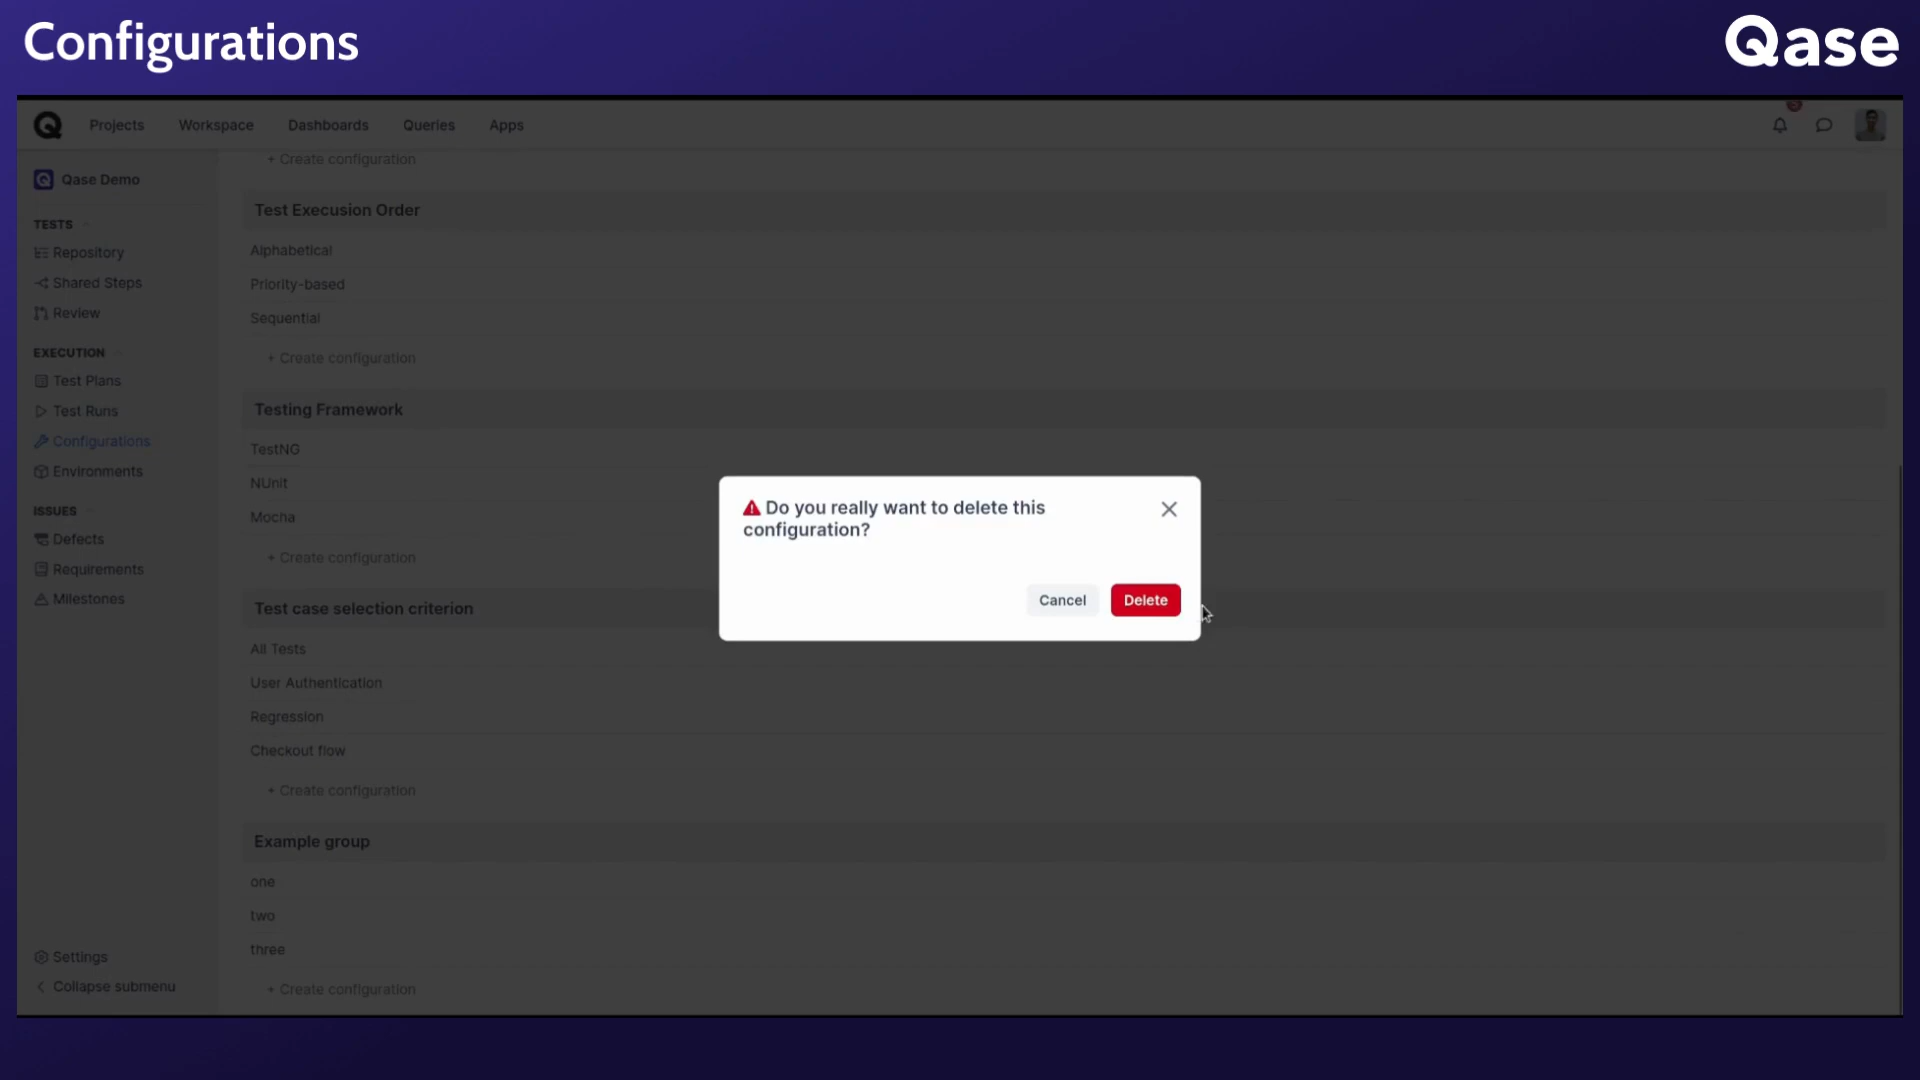 Configurations
Qase
Projects Workspace Dashboards Queries Apps
Qase Demo
TESTS
Repository
Shared Steps
Review
EXECUTION
Test Plans
Test Runs
Configurations
Environments
ISSUES
Defects
Requirements
Milestones
Settings
Collapse submenu
+ Create configuration
Test Execusion Order
Alphabetical
Priority-based
Sequential
+ Create configuration
Testing Framework
TestNG
NUnit
Mocha
+ Create configuration
Test case selection criterion
All Tests
User Authentication
Regression
Checkout flow
+ Create configuration
Example group
one
two
three
+ Create configuration
Do you really want to delete this
configuration?
Cancel Delete